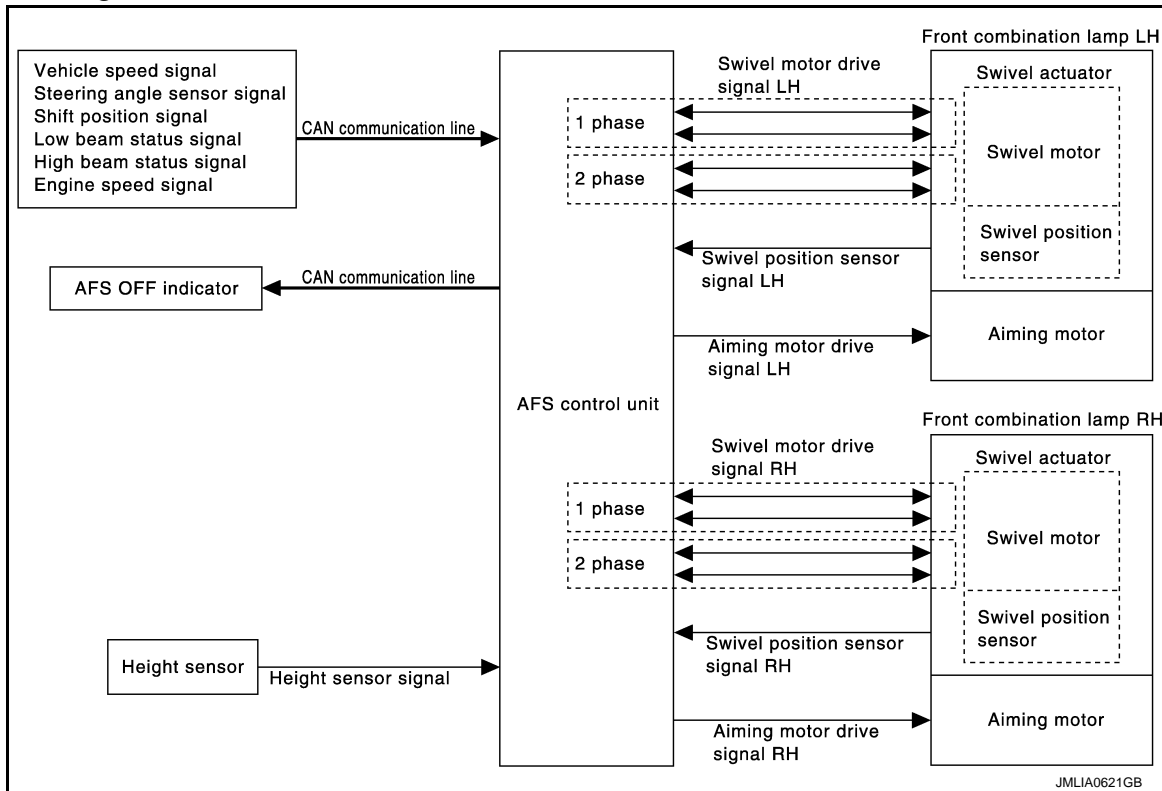 Vehicle speed signal
Steering angle sensor signal
Shift position signal
Low beam status signal
High beam status signal
Engine speed signal
CAN communication line
AFS OFF indicator
CAN communication line
Height sensor
Height sensor signal
AFS control unit
1 phase
2 phase
Swivel motor drive
signal LH
Swivel position sensor
signal LH
Aiming motor drive
signal LH
Front combination lamp LH
Swivel actuator
Swivel motor
Swivel position
sensor
Aiming motor
1 phase
2 phase
Swivel motor drive
signal RH
Swivel position sensor
signal RH
Aiming motor drive
signal RH
Front combination lamp RH
Swivel actuator
Swivel motor
Swivel position
sensor
Aiming motor
JMLIA0621GB